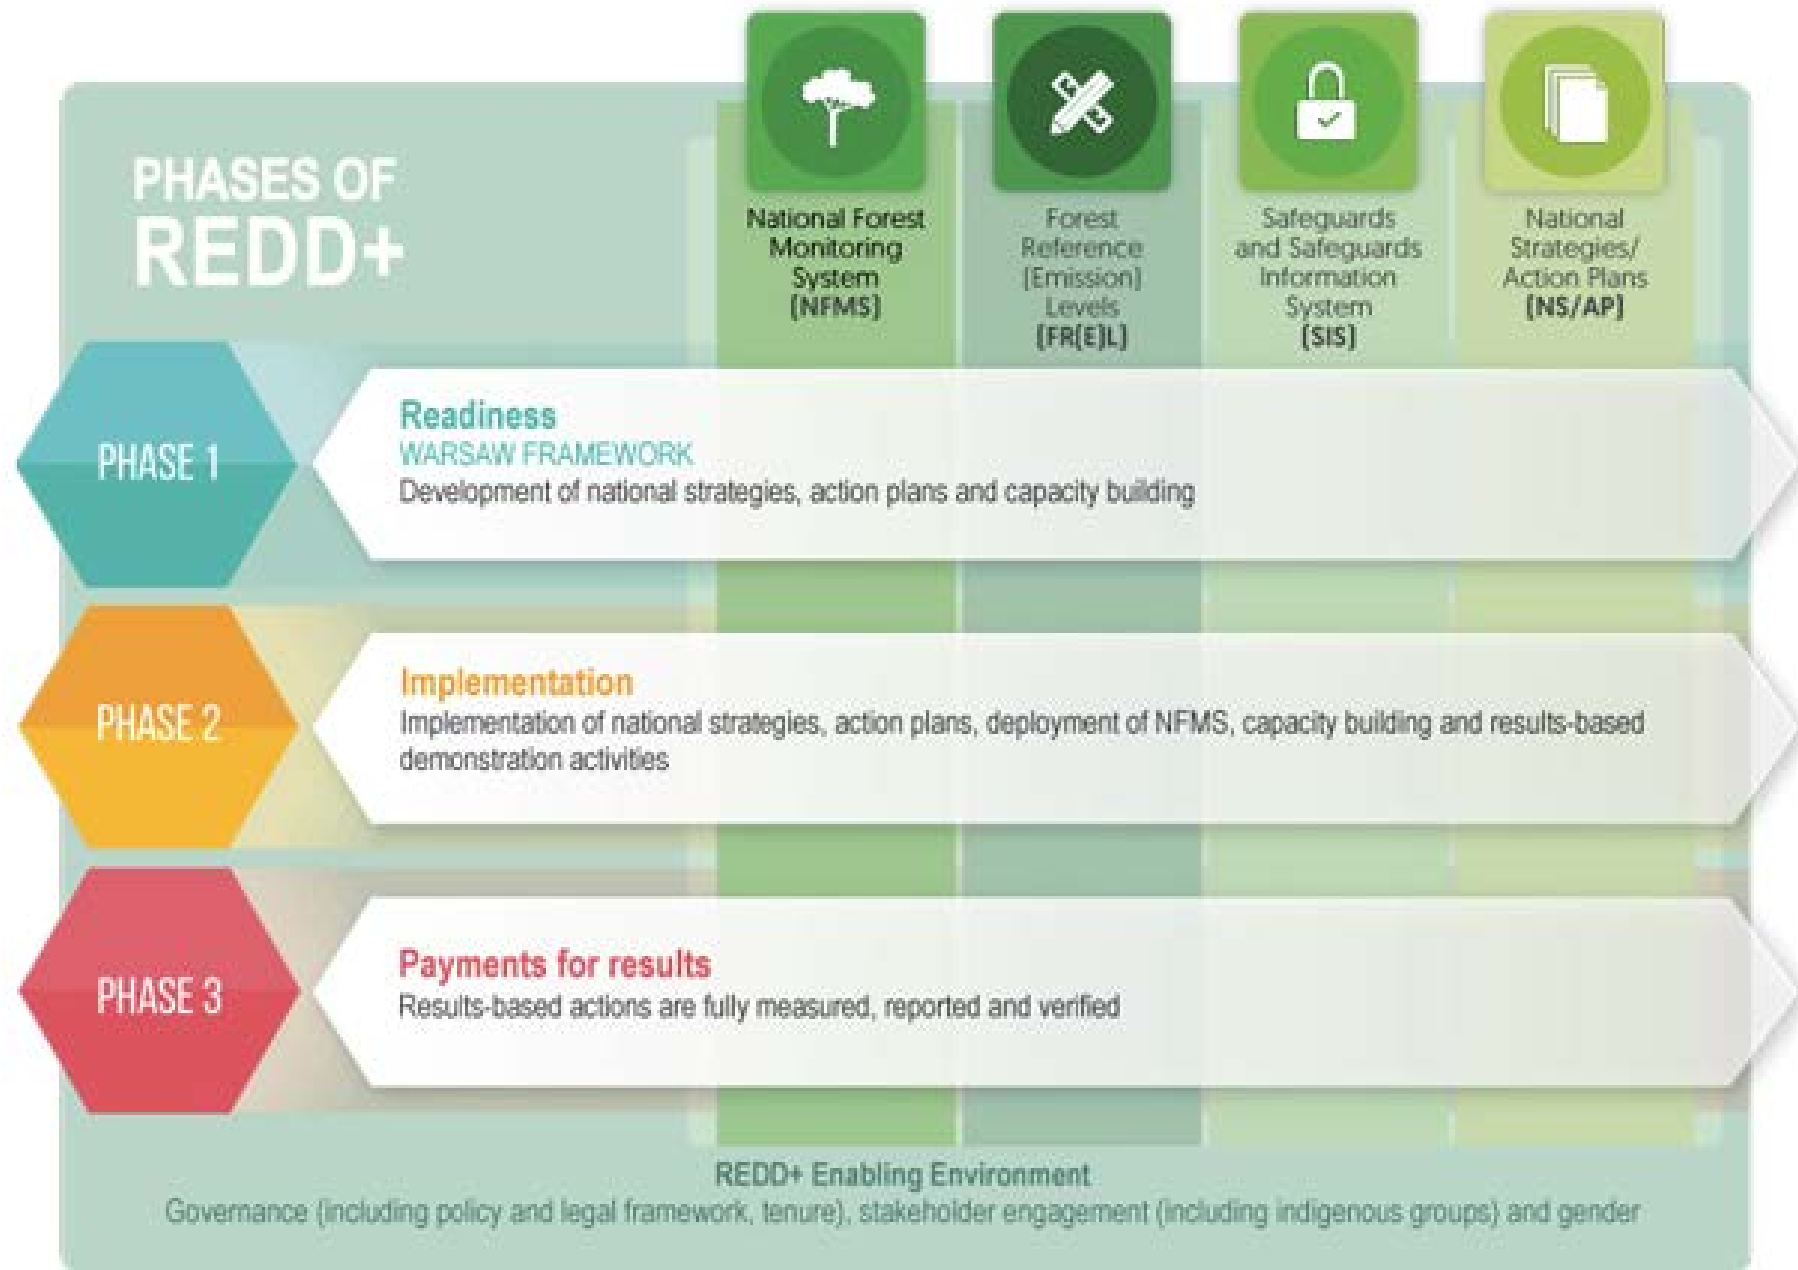 PHASES OF
REDD+
National Forest
Monitoring
System
(NFMS)
Forest
Reference
(Emission)
Levels
(FR(E)L)
Safeguards
and Safeguards
Information
System
(SIS)
National
Strategies/
Action Plans
(NS/AP)
PHASE 1
Readiness
WARSAW FRAMEWORK
Development of national strategies, action plans and capacity building
PHASE 2
Implementation
Implementation of national strategies, action plans, deployment of NFMS, capacity building and results-based
demonstration activities
PHASE 3
Payments for results
Results-based actions are fully measured, reported and verified
REDD+ Enabling Environment
Governance (including policy and legal framework, tenure), stakeholder engagement (including indigenous groups) and gender